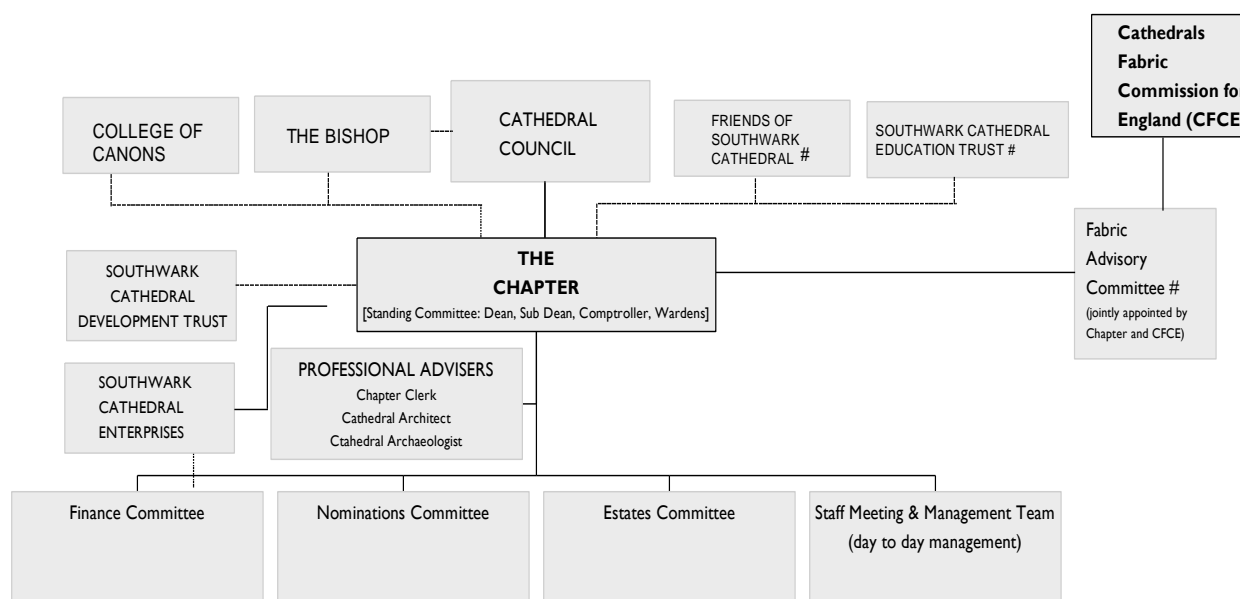 Cathedrals
Fabric
Commission for
England (CFCE
COLLEGE OF
CANONS
THE BISHOP
CATHEDRAL
COUNCIL
FRIENDS OF
SOUTHWARK
CATHEDRAL #
SOUTHWARK CATHEDRAL
EDUCATION TRUST #
SOUTHWARK
CATHEDRAL
DEVELOPMENT TRUST
THE
CHAPTER
[Standing Committee: Dean, Sub Dean, Comptroller, Wardens]
Fabric
Advisory
Committee #
(jointly appointed by
Chapter and CFCE)
SOUTHWARK
CATHEDRAL
ENTERPRISES
PROFESSIONAL ADVISERS
Chapter Clerk
Cathedral Architect
Ctahedral Archaeologist
Finance Committee
Nominations Committee
Estates Committee
Staff Meeting & Management Team
(day to day management)